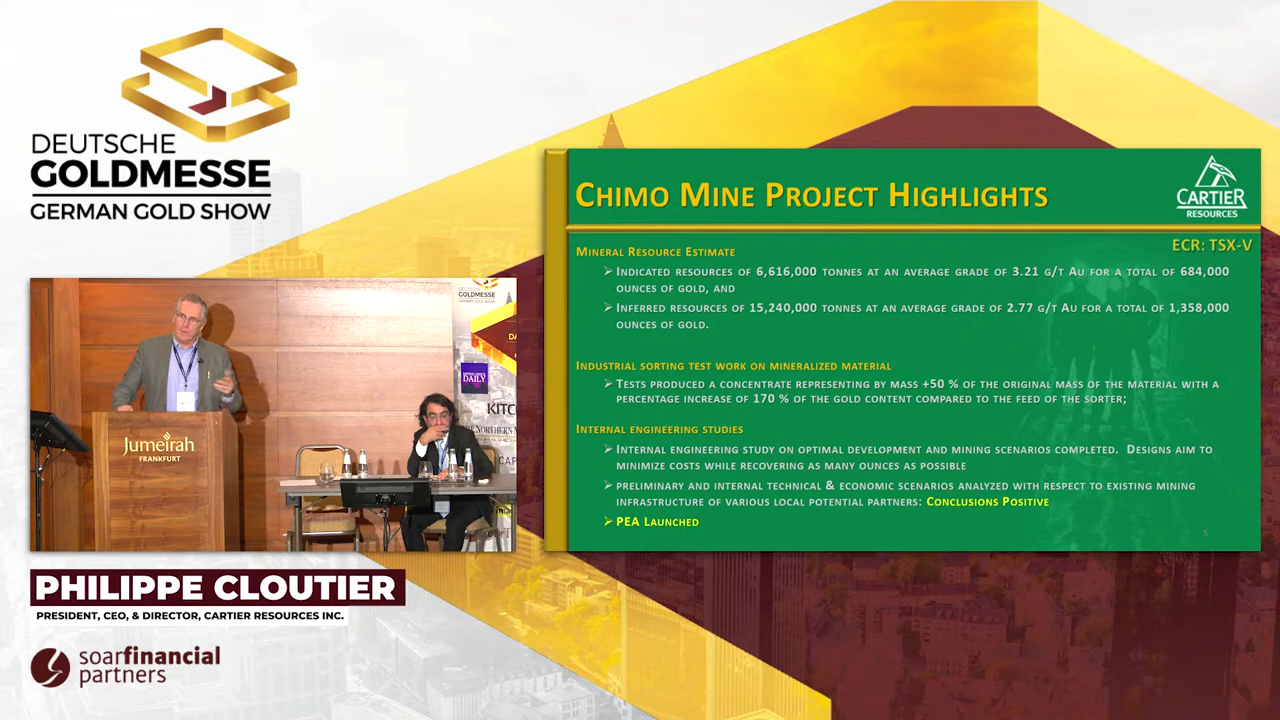 DEUTSCHE
GOLDMESSE
GERMAN GOLD SHOW
Chimo Mine Project Highlights
CARTIER
RESOURCES
ECR: TSX-V
Mineral Resource Estimate
➢ Indicated resources of 6,616,000 tonnes at an average grade of 3.21 g/t Au for a total of 684,000
ounces of gold, and
➢ Inferred resources of 15,240,000 tonnes at an average grade of 2.77 g/t Au for a total of 1,358,000
ounces of gold.
Industrial sorting test work on mineralized material
➢ Tests produced a concentrate representing by mass +50 % of the original mass of the material with a
percentage increase of 170 % of the gold content compared to the feed of the sorter;
Internal engineering studies
➢ Internal engineering study on optimal development and mining scenarios completed. Designs aim to
minimize costs while recovering as many ounces as possible
➢ preliminary and internal technical & economic scenarios analyzed with respect to existing mining
infrastructure of various local potential partners: Conclusions Positive
➢ PEA Launched
5
DEUTSCHE
GOLDMESSE
GERMAN GOLD SHOW
DAILY
KITC
Jumeirah
FRANKFURT
PHILIPPE CLOUTIER
PRESIDENT, CEO, & DIRECTOR, CARTIER RESOURCES INC.
soarfinancial
partners